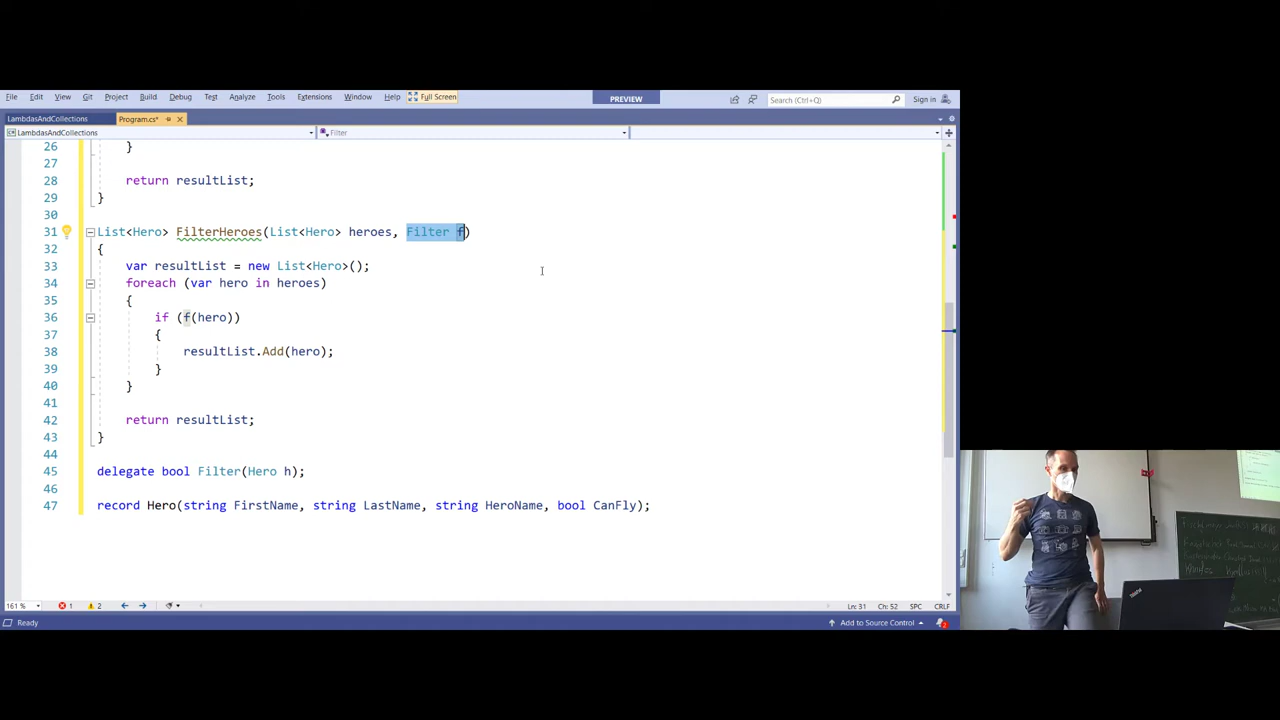 File Edit View Git Project Build Debug Test Analyze Tools Extensions Window Help Full Screen PREVIEW Search (Ctrl+Q) Sign in
LambdasAndCollections Program.cs*
LambdasAndCollections Filter
26 }
27
28 return resultList;
29 }
30
31 List<Hero> FilterHeroes(List<Hero> heroes, Filter f)
32 {
33 var resultList = new List<Hero>();
34 foreach (var hero in heroes)
35 {
36 if (f(hero))
37 {
38 resultList.Add(hero);
39 }
40 }
41
42 return resultList;
43 }
44
45 delegate bool Filter(Hero h);
46
47 record Hero(string FirstName, string LastName, string HeroName, bool CanFly);
161 % 1 2 Ln: 31 Ch: 52 SPC CRLF
Ready Add to Source Control 2